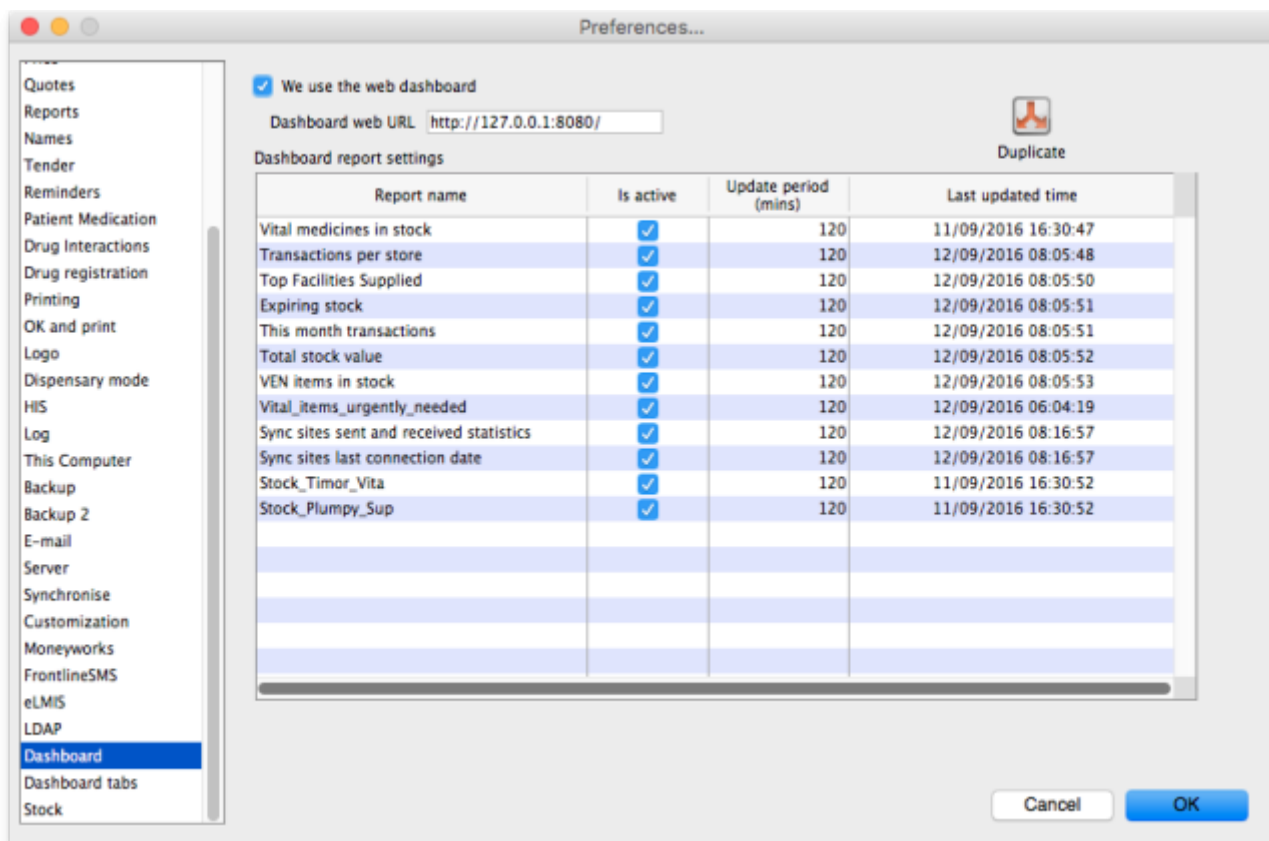 Preferences...
Quotes
Reports
Names
Tender
Reminders
Patient Medication
Drug Interactions
Drug registration
Printing
OK and print
Logo
Dispensary mode
HIS
Log
This Computer
Backup
Backup 2
E-mail
Server
Synchronise
Customization
Moneyworks
FrontlineSMS
eLMIS
LDAP
Dashboard
Dashboard tabs
Stock
We use the web dashboard
Dashboard web URL http://127.0.0.1:8080/
Duplicate
Dashboard report settings
Report name Is active Update period (mins) Last updated time
Vital medicines in stock 120 11/09/2016 16:30:47
Transactions per store 120 12/09/2016 08:05:48
Top Facilities Supplied 120 12/09/2016 08:05:50
Expiring stock 120 12/09/2016 08:05:51
This month transactions 120 12/09/2016 08:05:51
Total stock value 120 12/09/2016 08:05:52
VEN items in stock 120 12/09/2016 08:05:53
Vital_items_urgently_needed 120 12/09/2016 06:04:19
Sync sites sent and received statistics 120 12/09/2016 08:16:57
Sync sites last connection date 120 12/09/2016 08:16:57
Stock_Timor_Vita 120 11/09/2016 16:30:52
Stock_Plumpy_Sup 120 11/09/2016 16:30:52
Cancel OK